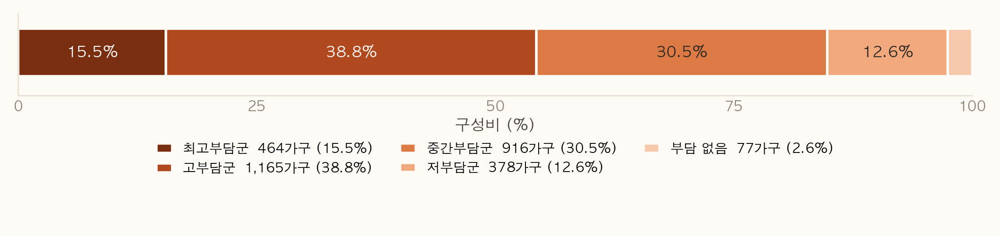 15.5% 38.8% 30.5% 12.6%
0 25 50 75 100
구성비 (%)
최고부담군 464가구 (15.5%) 중간부담군 916가구 (30.5%) 부담 없음 77가구 (2.6%)
고부담군 1,165가구 (38.8%) 저부담군 378가구 (12.6%)